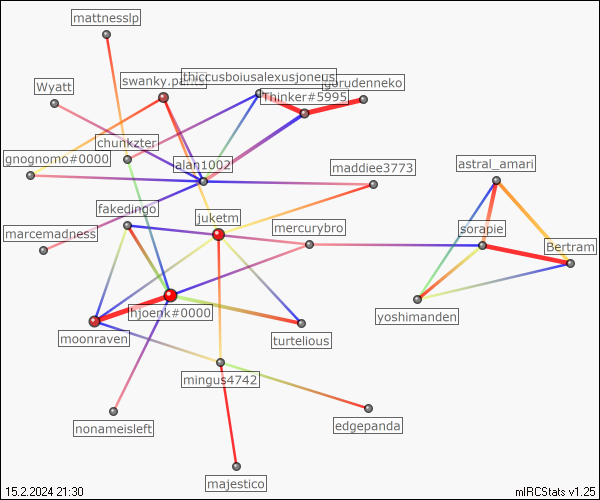 mattnesslp
thiccusboiusalexusjoneus
swanky.pants
gorudenneko
Wyatt
Thinker#5995
chunkzter
gnognomo#0000
alan1002
maddiee3773
astral_amari
fakedingo
juketm
marcemadness
mercurybro
sorapie
Bertram
hjoenk#0000
yoshimanden
moonraven
turtelious
mingus4742
nonameisleft
edgepanda
majestico
15.2.2024 21:30
mIRCStats v1.25